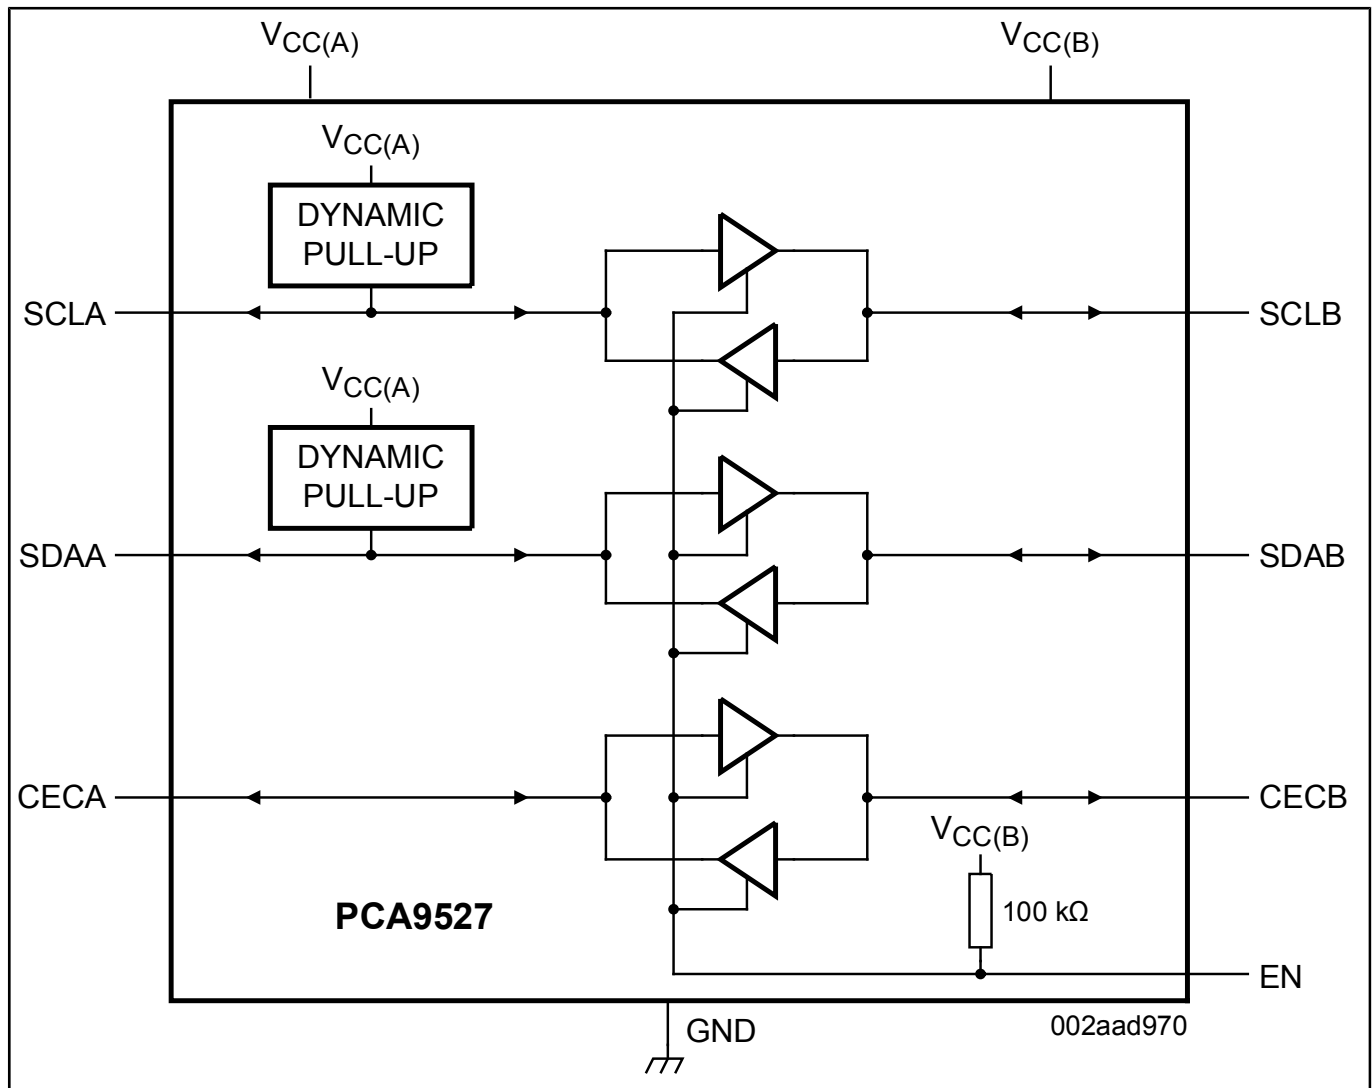 VCC(A)
VCC(B)
VCC(A)
DYNAMIC
PULL-UP
SCLA
SCLB
VCC(A)
DYNAMIC
PULL-UP
SDAA
SDAB
CECA
CECB
VCC(B)
100 kΩ
PCA9527
EN
GND
002aad970